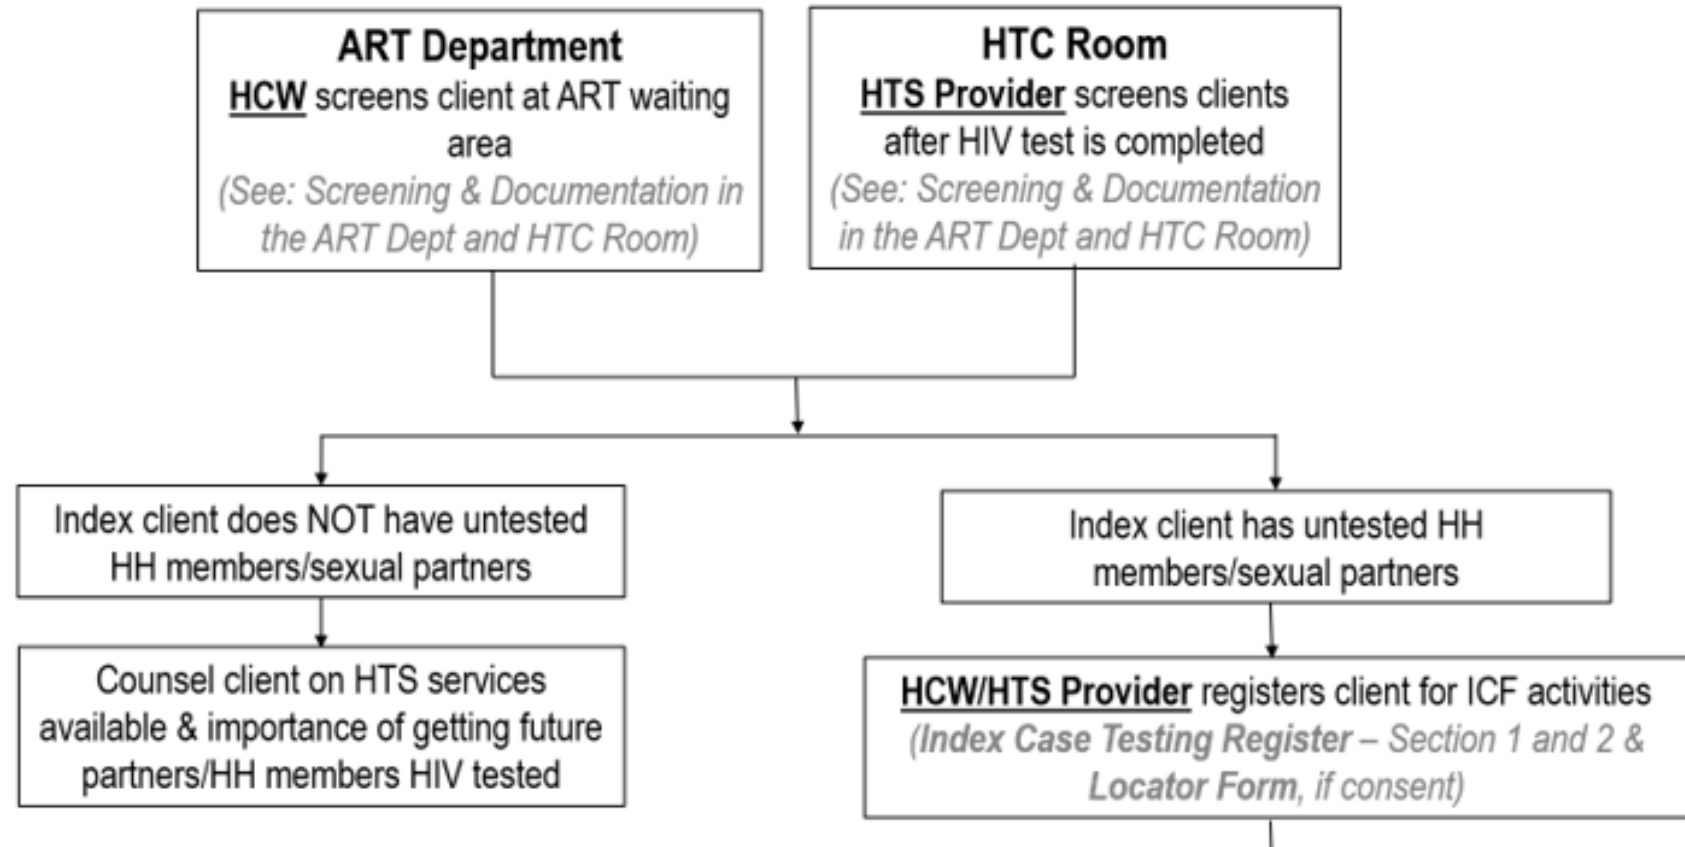 ART Department
HCW screens client at ART waiting
area
(See: Screening & Documentation in
the ART Dept and HTC Room)
HTC Room
HTS Provider screens clients
after HIV test is completed
(See: Screening & Documentation
in the ART Dept and HTC Room)
Index client does NOT have untested
HH members/sexual partners
Index client has untested HH
members/sexual partners
Counsel client on HTS services
available & importance of getting future
partners/HH members HIV tested
HCW/HTS Provider registers client for ICF activities
(Index Case Testing Register – Section 1 and 2 &
Locator Form, if consent)